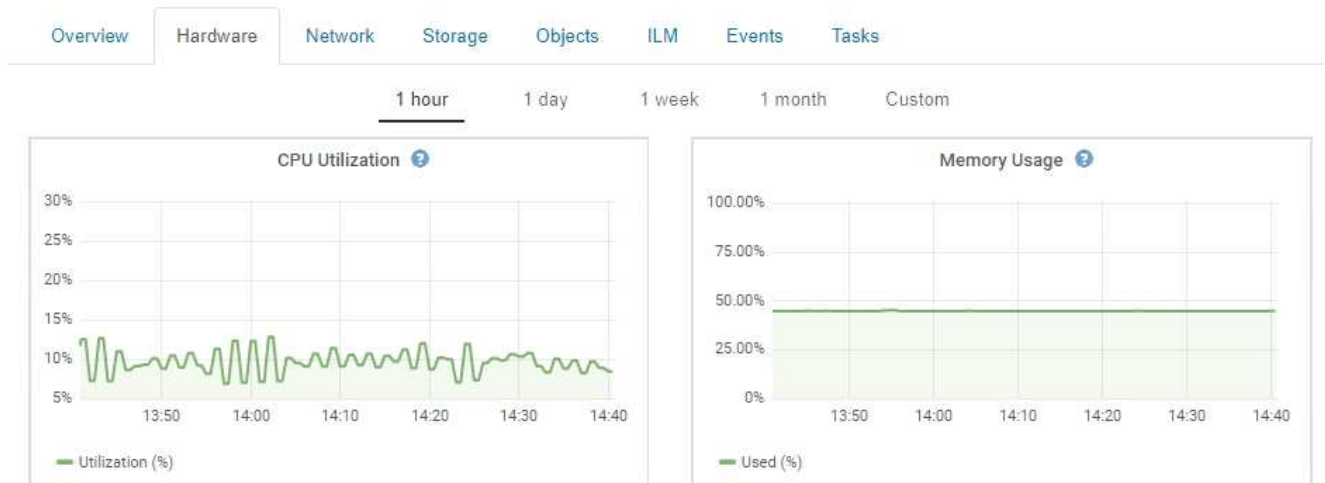 Overview Hardware Network Storage Objects ILM Events Tasks
1 hour 1 day 1 week 1 month Custom
CPU Utilization ?
30%
25%
20%
15%
10%
5%
13:50 14:00 14:10 14:20 14:30 14:40
Utilization (%)
Memory Usage ?
100.00%
75.00%
50.00%
25.00%
0%
13:50 14:00 14:10 14:20 14:30 14:40
Used (%)